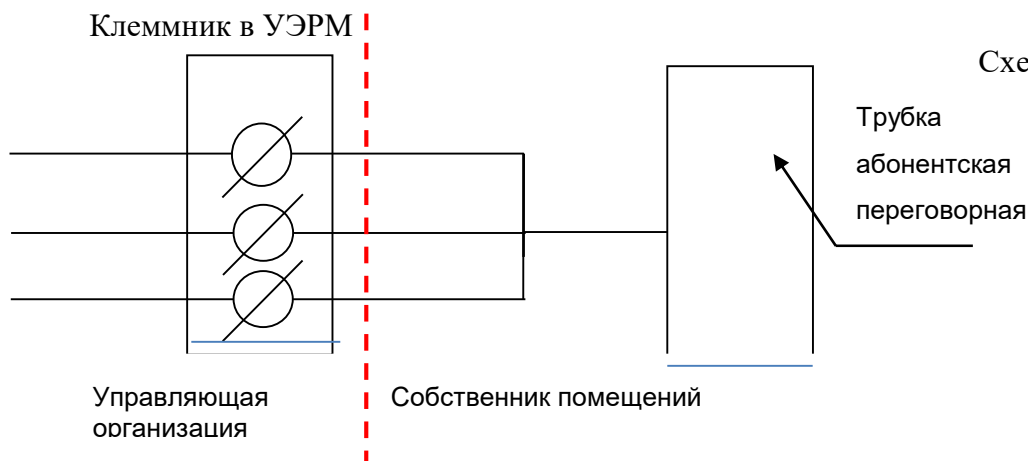 Клеммник в УЭРМ
Схе
Трубка
абонентская
переговорная
Управляющая
организация
Собственник помещений